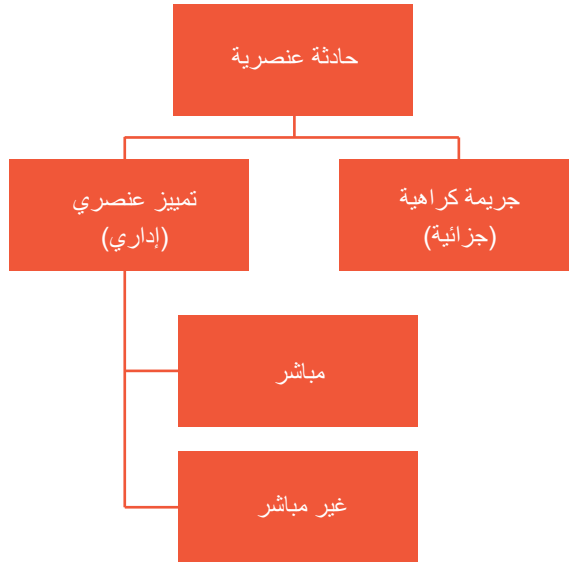 حادثة عنصرية
جريمة كراهية
(جزائية)
تمييز عنصري
(إداري)
مباشر
غير مباشر